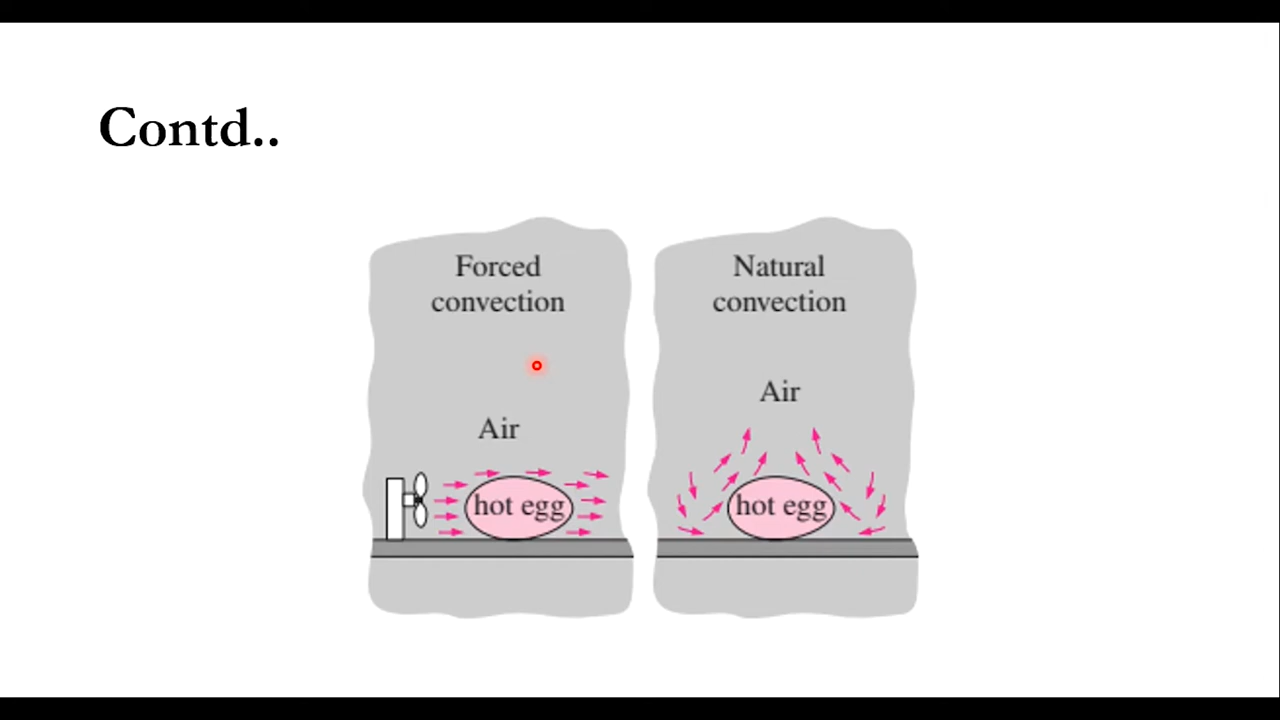 Contd..
Forced
convection
Air
hot egg
Natural
convection
Air
hot egg